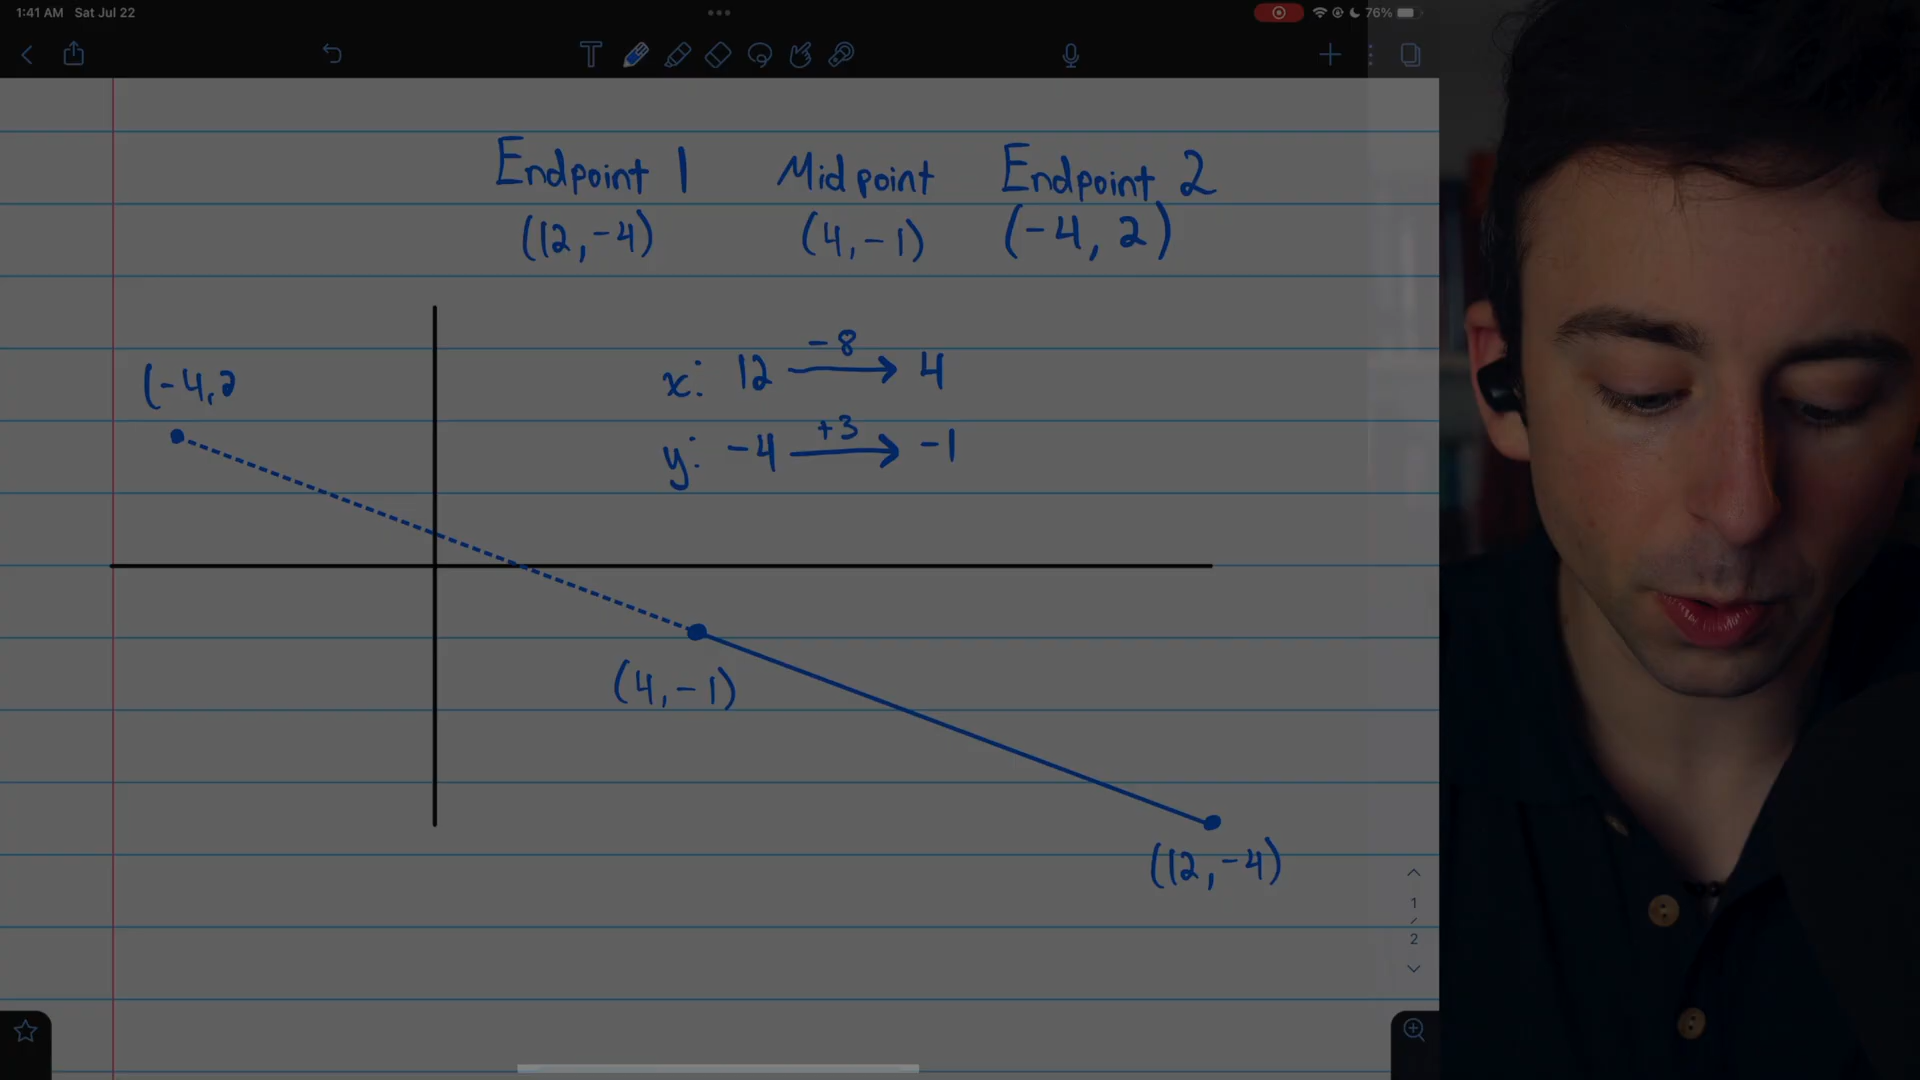 1:41 AM Sat Jul 22
76%
Endpoint 1 Midpoint Endpoint 2
(12,-4) (4,-1) (-4, 2)
(-4,2
x: 12 -8 → 4
y: -4 +3 → -1
(4,-1)
(12,-4)
1
/
2